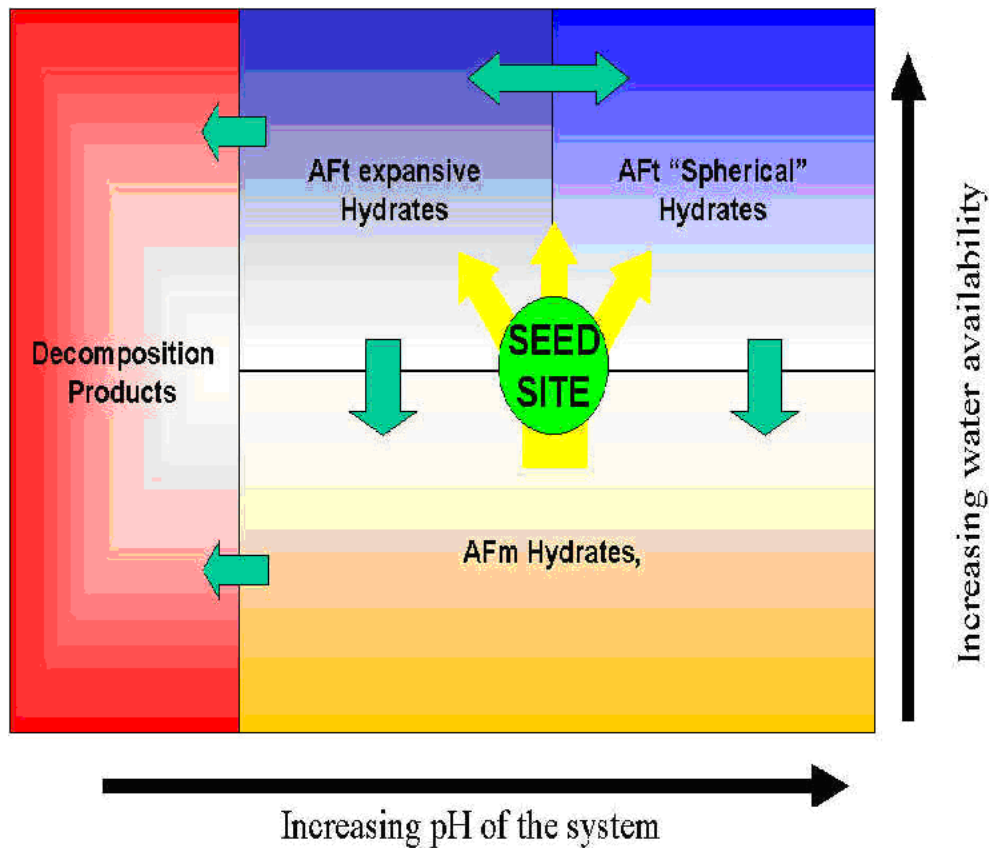 AFt expansive
Hydrates
AFt “Spherical”
Hydrates
Decomposition
Products
SEED
SITE
AFm Hydrates,
Increasing water availability
Increasing pH of the system